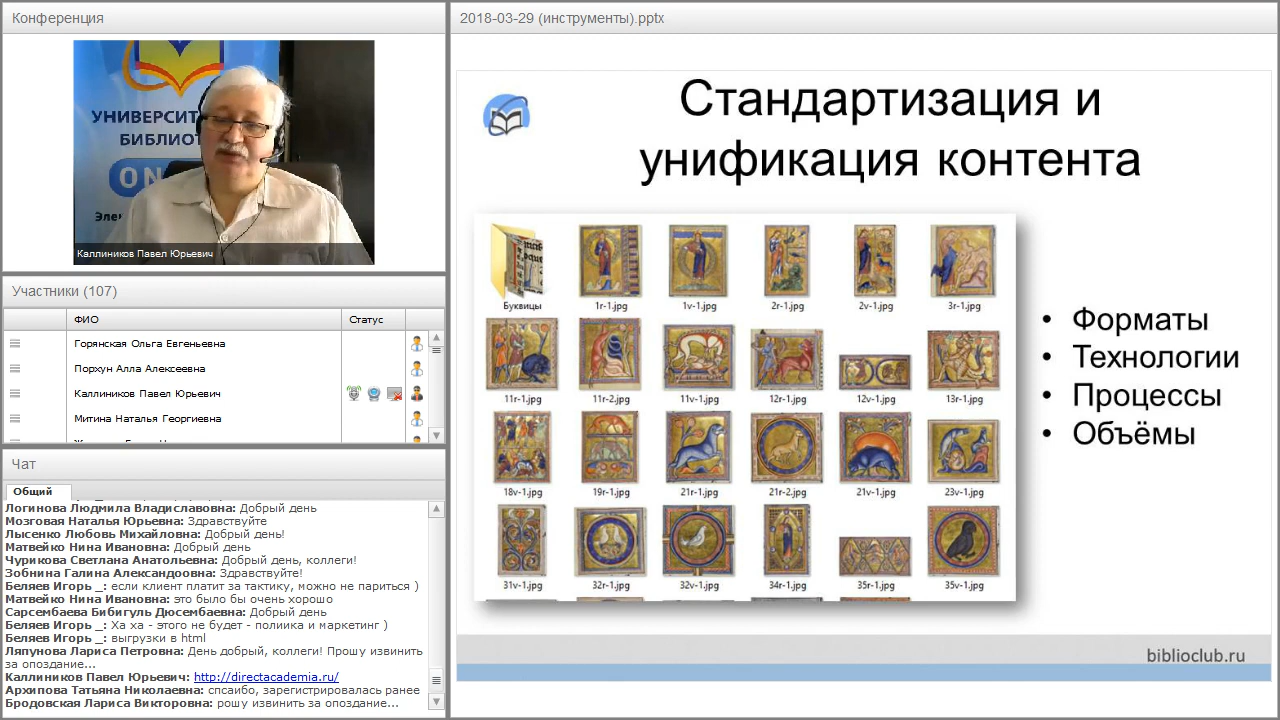 Конференция
УНИВЕРСИТ
БИБЛИО
ON
Эле
Каллиников Павел Юрьевич
Участники (107)
ФИО
Статус
Горянская Ольга Евгеньевна
Порхун Алла Алексеевна
Каллиников Павел Юрьевич
Митина Наталья Георгиевна
Чат
Общий
Логинова Людмила Владиславовна: Добрый день
Мозговая Наталья Юрьевна: Здравствуйте
Лысенко Любовь Михайловна: Добрый день!
Матвейко Нина Ивановна: Добрый день
Чурикова Светлана Анатольевна: Добрый день, коллеги!
Зобнина Галина Александоовна: Здравствуйте!
Беляев Игорь _: если клиент платит за тактику, можно не париться )
Матвейко Нина Ивановна: это было бы очень хорошо
Сарсембаева Бибигуль Дюсембаевна: Добрый день
Беляев Игорь _: Ха ха - этого не будет - полиика и маркетинг )
Беляев Игорь _: выгрузки в html
Ляпунова Лариса Петровна: День добрый, коллеги! Прошу извинить
за опоздание...
Каллиников Павел Юрьевич: http://directacademia.ru/
Архипова Татьяна Николаевна: спсаибо, зарегистрировалась ранее
Бродовская Лариса Викторовна: рошу извинить за опоздание...
2018-03-29 (инструменты).pptx
Стандартизация и
унификация контента
Буквицы 1r-1.jpg 1v-1.jpg 2r-1.jpg 2v-1.jpg 3r-1.jpg
11r-1.jpg 11r-2.jpg 11v-1.jpg 12r-1.jpg 12v-1.jpg 13r-1.jpg
18v-1.jpg 19r-1.jpg 21r-1.jpg 21r-2.jpg 21v-1.jpg 23v-1.jpg
31v-1.jpg 32r-1.jpg 32v-1.jpg 34r-1.jpg 35r-1.jpg 35v-1.jpg
• Форматы
• Технологии
• Процессы
• Объёмы
biblioclub.ru